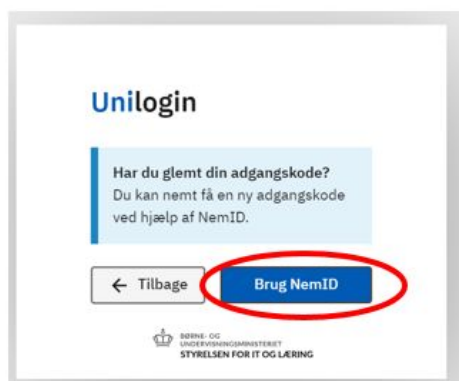 Unilogin
Har du glemt din adgangskode?
Du kan nemt få en ny adgangskode
ved hjælp af NemID.
← Tilbage
Brug NemID
BØRNE- OG
UNDERVISNINGSMINISTERIET
STYRELSEN FOR IT OG LÆRING